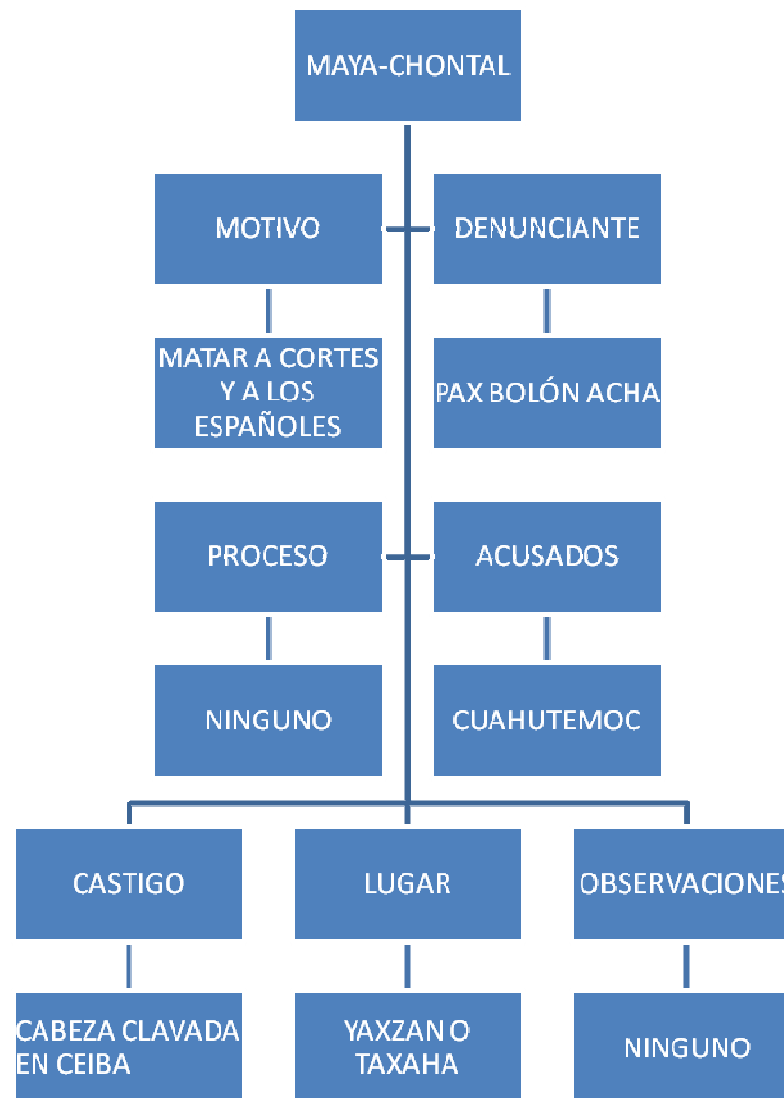 MAYA-CHONTAL
MOTIVO
DENUNCIANTE
MATAR A CORTES
Y A LOS
ESPAÑOLES
PAX BOLÓN ACHA
PROCESO
ACUSADOS
NINGUNO
CUAHUTEMOC
CASTIGO
LUGAR
OBSERVACIONES
CABEZA CLAVADA
EN CEIBA
YAXZAN O
TAXAHA
NINGUNO